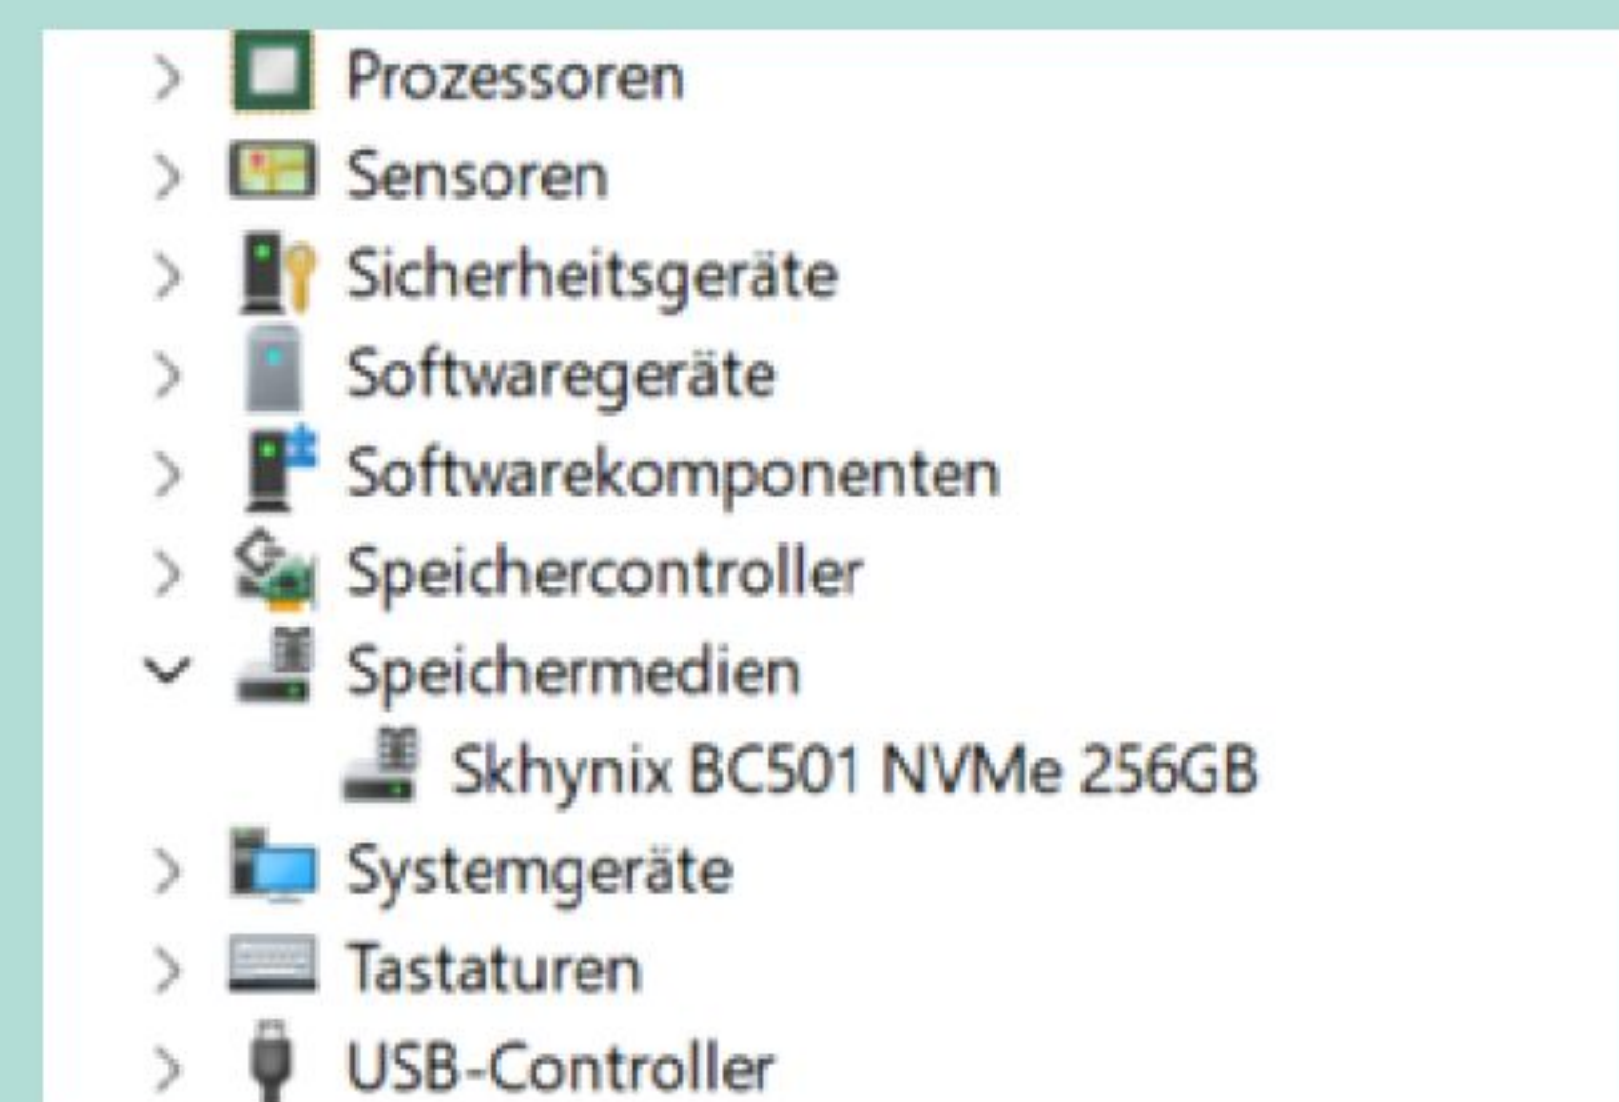 Prozessoren
Sensoren
Sicherheitsgeräte
Softwaregeräte
Softwarekomponenten
Speichercontroller
Speichermedien
Skhynix BC501 NVMe 256GB
Systemgeräte
Tastaturen
USB-Controller